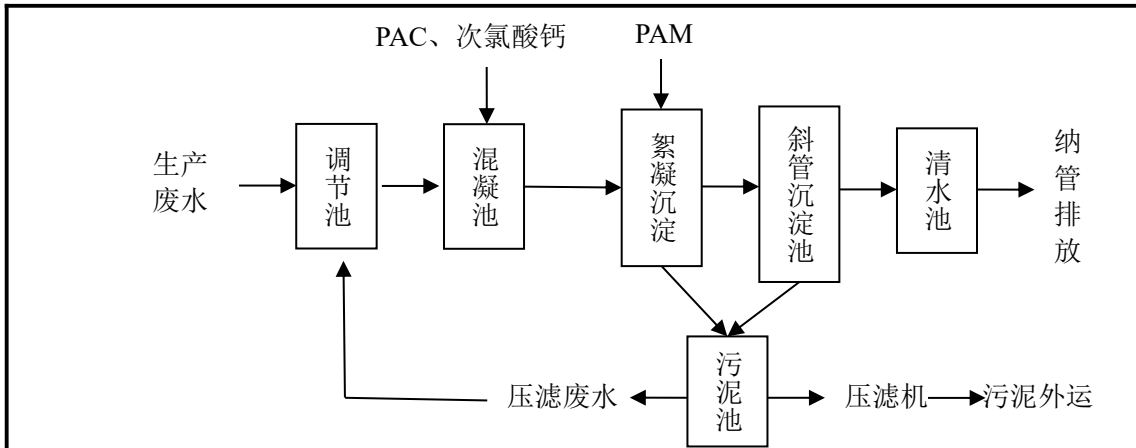 PAC、次氯酸钙
PAM
生产
废水
调节池
混凝池
絮凝沉淀
斜管沉淀池
清水池
纳管排放
污泥池
压滤废水
压滤机
污泥外运